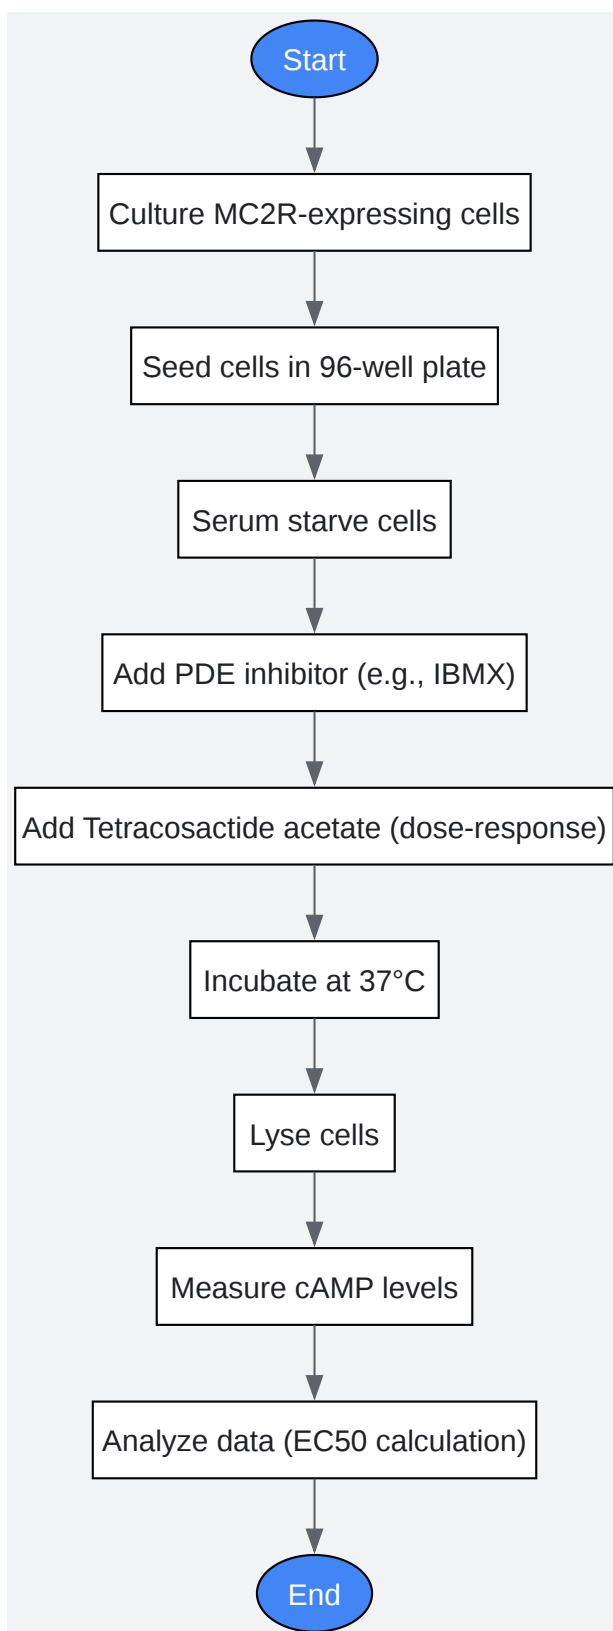 Start
Culture MC2R-expressing cells
Seed cells in 96-well plate
Serum starve cells
Add PDE inhibitor (e.g., IBMX)
Add Tetracosactide acetate (dose-response)
Incubate at 37°C
Lyse cells
Measure cAMP levels
Analyze data (EC50 calculation)
End